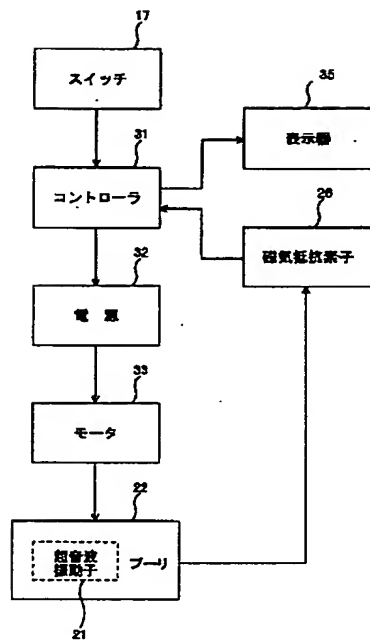 17
スイッチ
35
表示器
31
コントローラ
26
磁気抵抗素子
32
電 源
33
モータ
22
超音波
振動子
プーリ
21